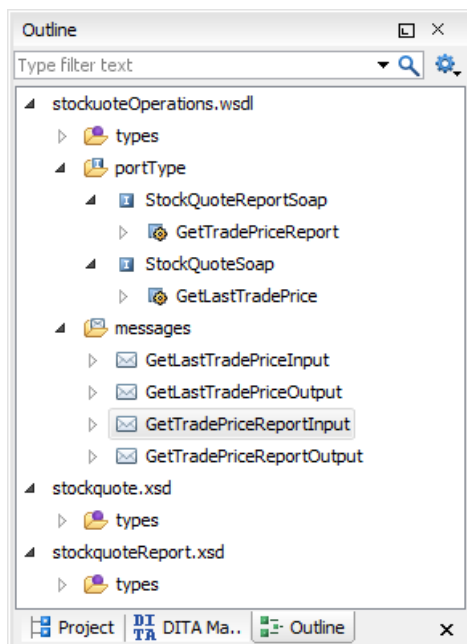 Outline
Type filter text
stockuoteOperations.wsdl
types
portType
StockQuoteReportSoap
GetTradePriceReport
StockQuoteSoap
GetLastTradePrice
messages
GetLastTradePriceInput
GetLastTradePriceOutput
GetTradePriceReportInput
GetTradePriceReportOutput
stockquote.xsd
types
stockquoteReport.xsd
types
Project DITA DITA Ma.. Outline